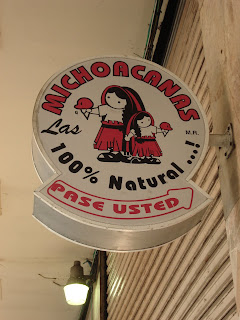 Las MICHOACANAS
M.R.
100% Natural...!
PASE USTED